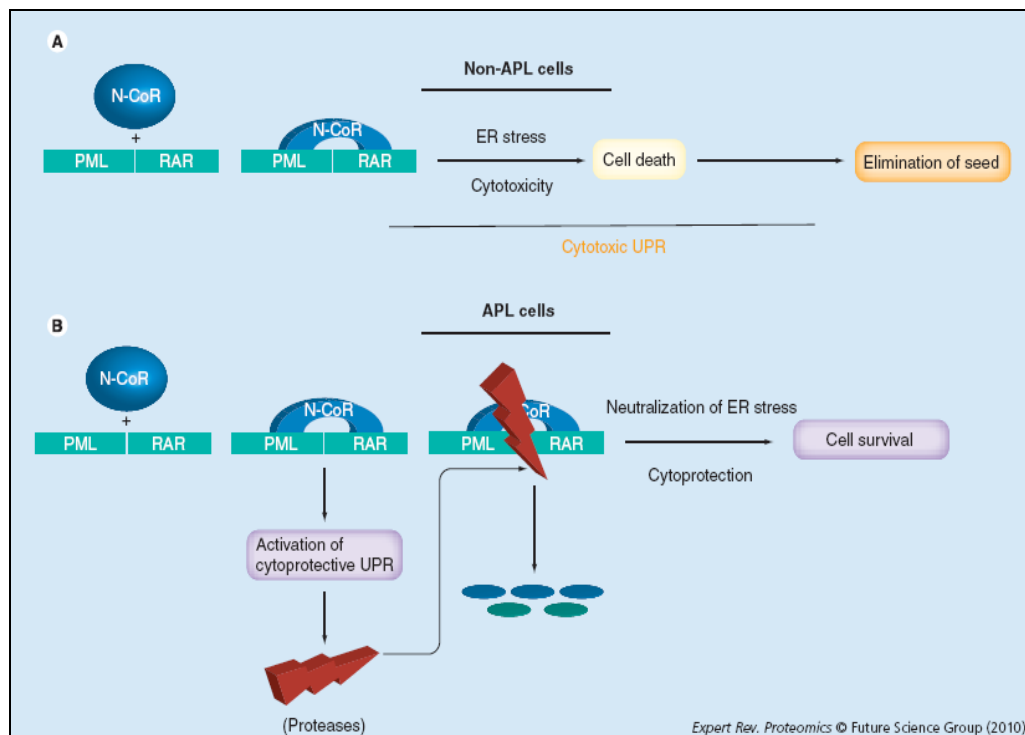 A
Non-APL cells
N-CoR
+
PML RAR
N-CoR
PML RAR
ER stress
Cytotoxicity
Cell death
Elimination of seed
Cytotoxic UPR
B
APL cells
N-CoR
+
PML RAR
N-CoR
PML RAR
CoR
PML RAR
Neutralization of ER stress
Cytoprotection
Cell survival
Activation of
cytoprotective UPR
(Proteases)
Expert Rev. Proteomics © Future Science Group (2010)